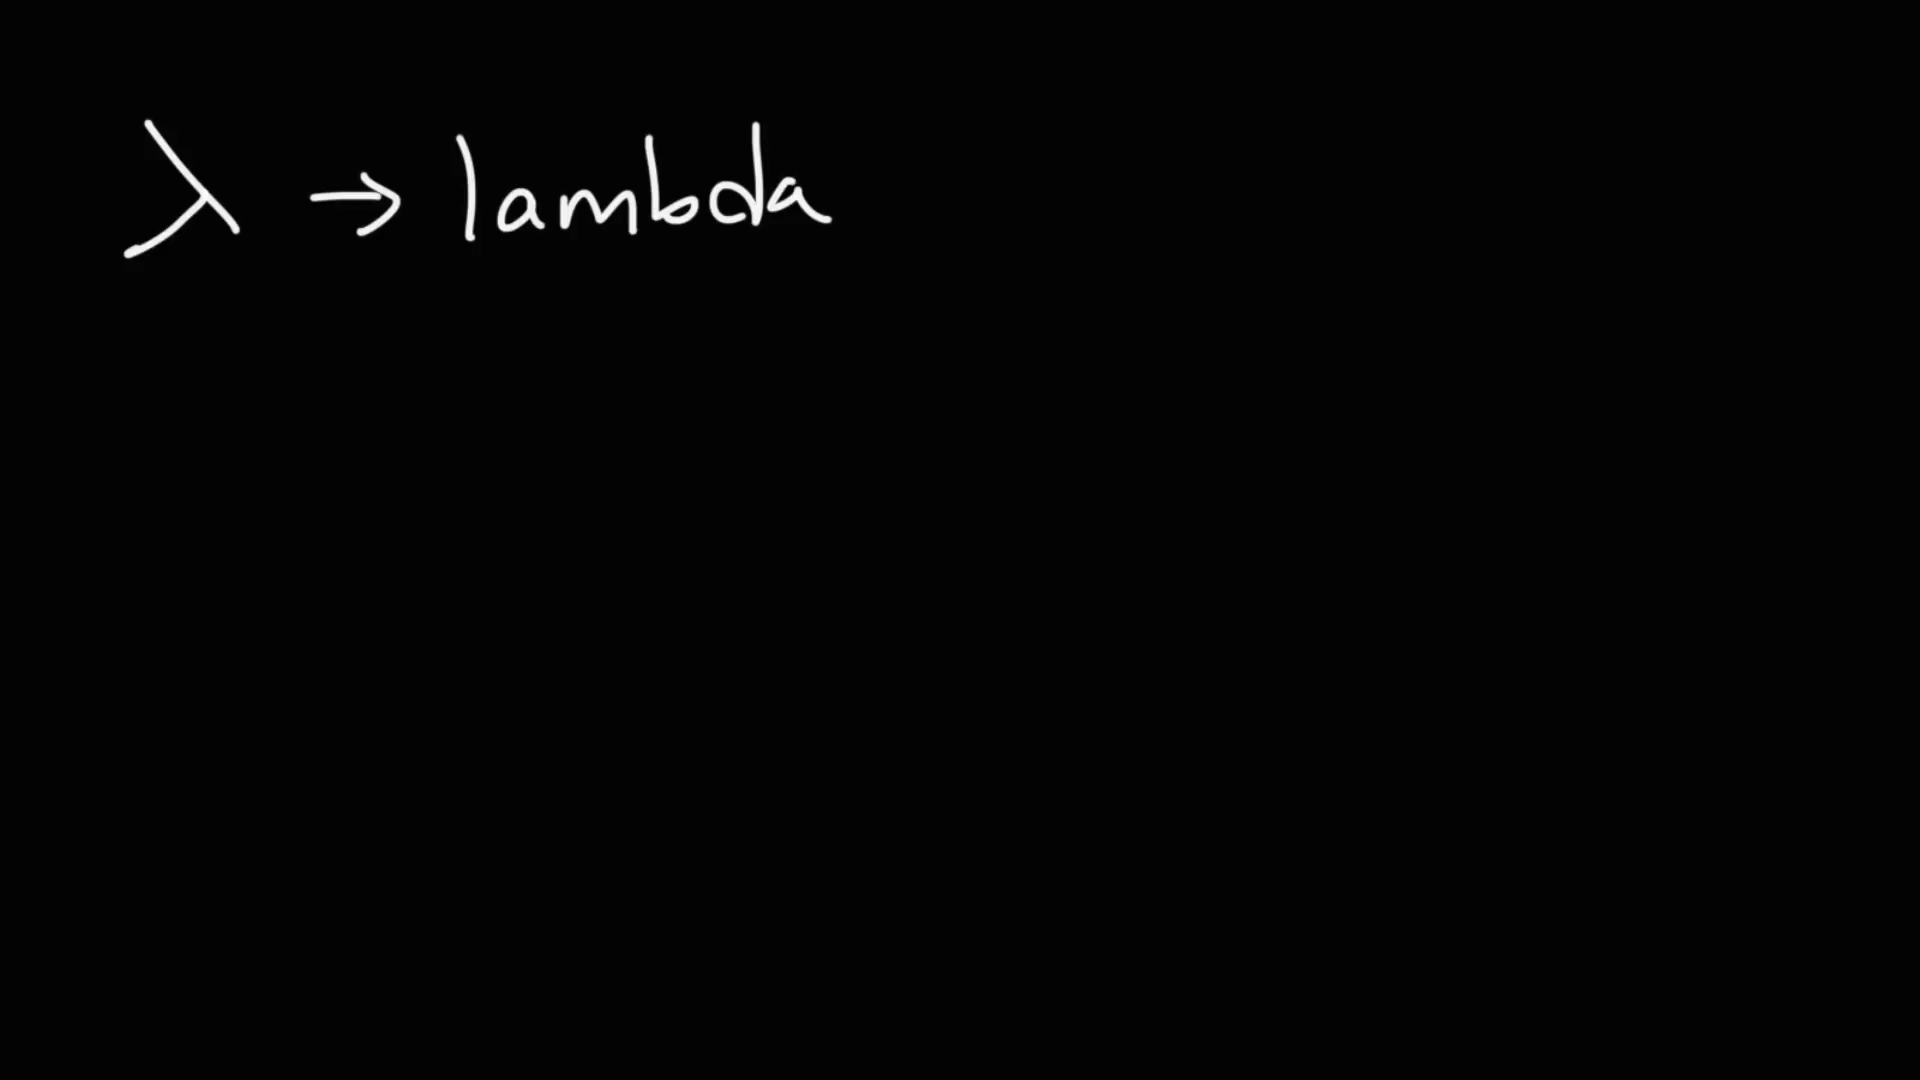 λ → lambda